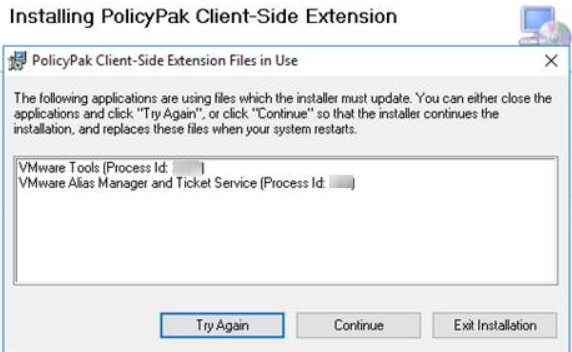 Installing PolicyPak Client-Side Extension
PolicyPak Client-Side Extension Files in Use
The following applications are using files which the installer must update. You can either close the
applications and click "Try Again", or click "Continue" so that the installer continues the
installation, and replaces these files when your system restarts.
VMware Tools (Process Id: )
VMware Alias Manager and Ticket Service (Process Id: )
Try Again
Continue
Exit Installation